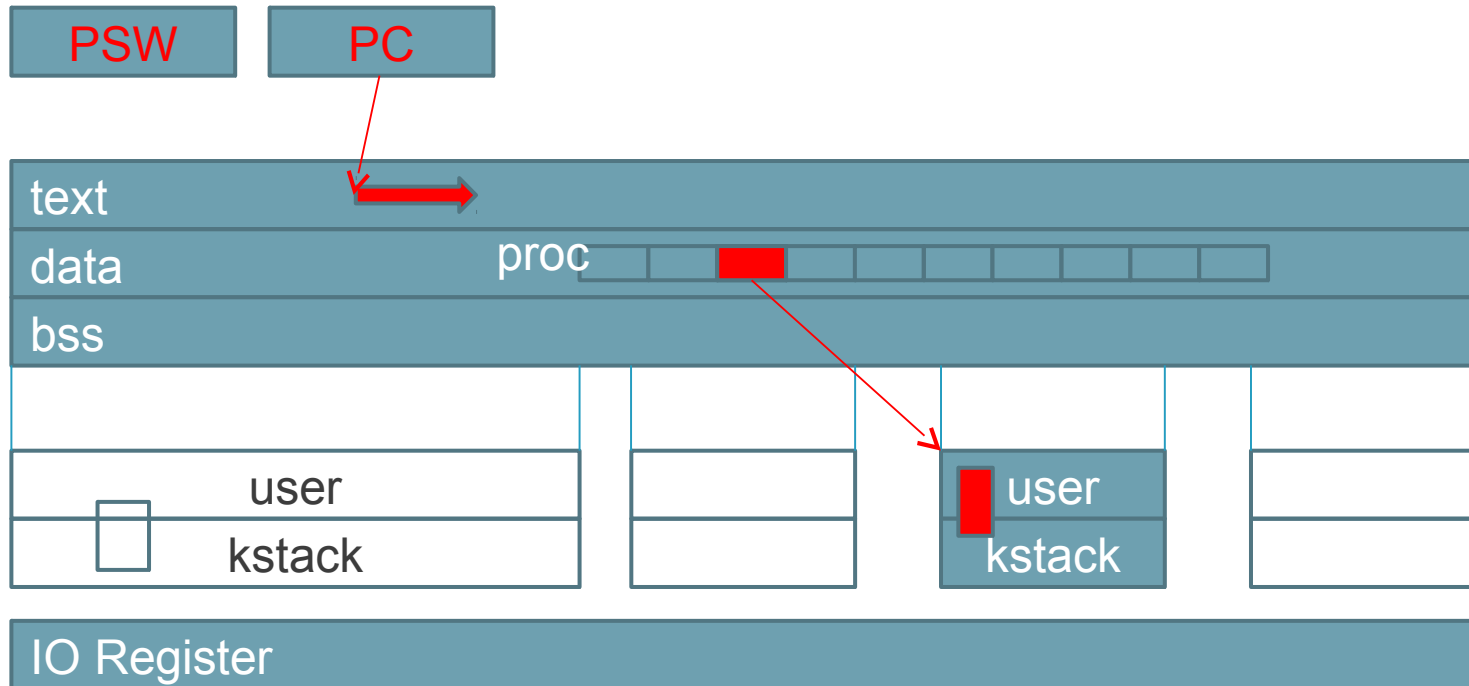 PSW PC
text
proc
data
bss
user user
kstack kstack
IO Register